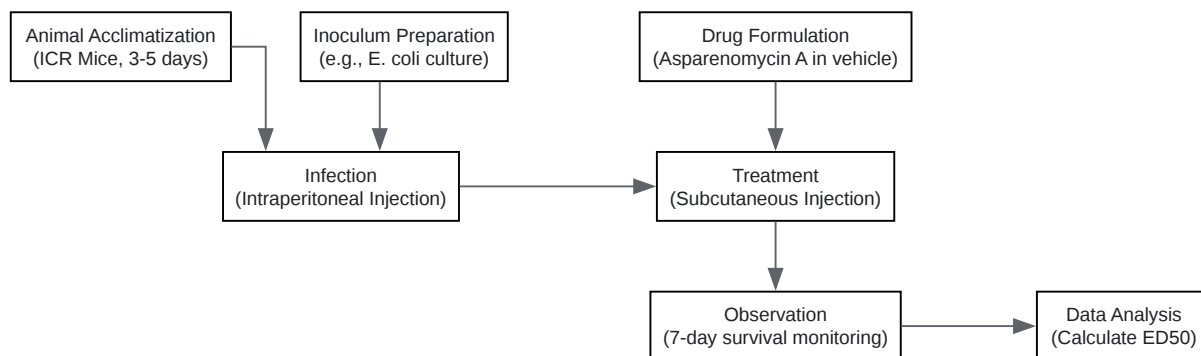 Animal Acclimatization
(ICR Mice, 3-5 days)
Inoculum Preparation
(e.g., E. coli culture)
Drug Formulation
(Asparenomycin A in vehicle)
Infection
(Intraperitoneal Injection)
Treatment
(Subcutaneous Injection)
Observation
(7-day survival monitoring)
Data Analysis
(Calculate ED50)